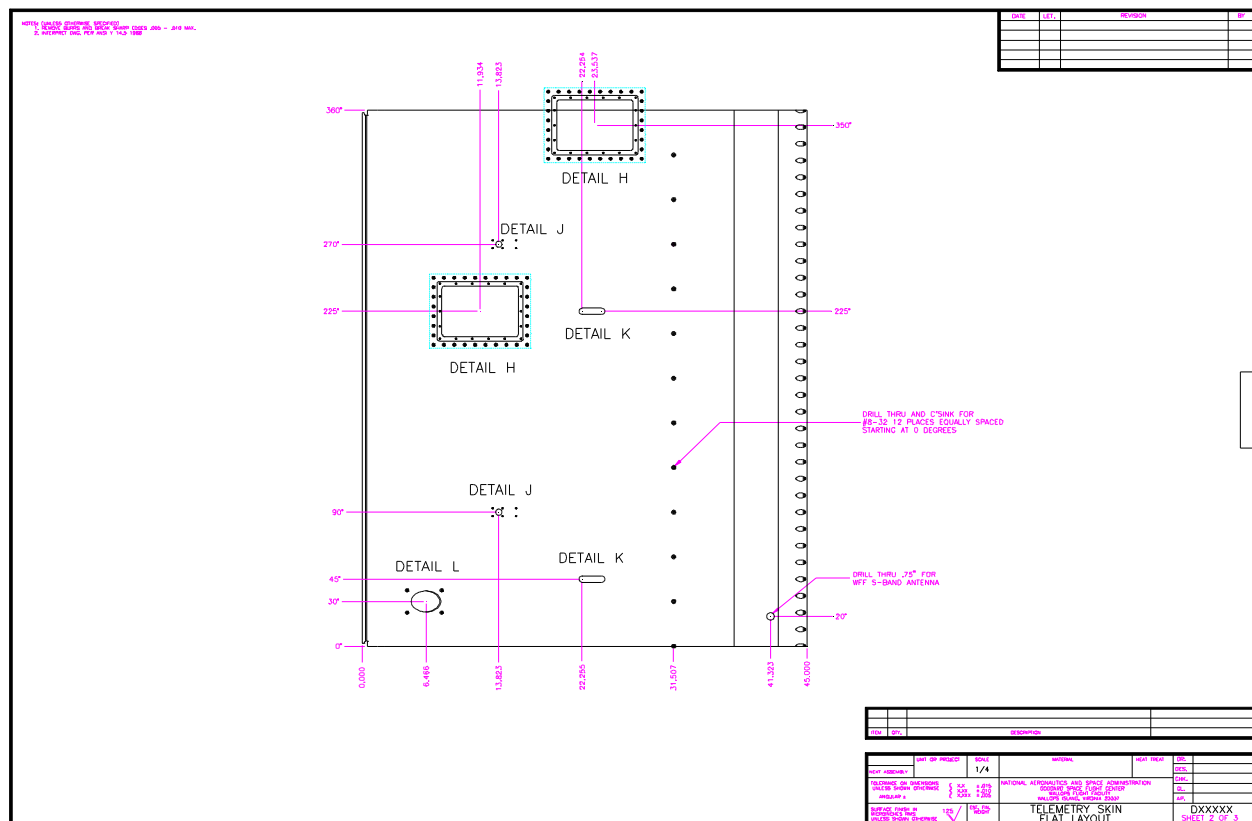 NOTES: (UNLESS OTHERWISE SPECIFIED)
1. REMOVE BURRS AND BREAK SHARP EDGES .005 - .010 MAX.
2. INTERPRET DWG. PER ANSI Y 14.5 1988
DATE LET. REVISION BY
11.934
13.823
22.254
23.537
360°
350°
DETAIL H
DETAIL J
270°
225°
225°
DETAIL K
DETAIL H
DRILL THRU AND C'SINK FOR
#8-32 12 PLACES EQUALLY SPACED
STARTING AT 0 DEGREES
DETAIL J
90°
DETAIL K
DETAIL L
DRILL THRU .75" FOR
WFF S-BAND ANTENNA
45°
30°
20°
0°
0.000
6.466
13.823
22.255
31.507
41.323
45.000
ITEM QTY. DESCRIPTION
NEXT ASSEMBLY
UNIT OR PROJECT
SCALE
1/4
MATERIAL
HEAT TREAT
DR.
DES.
CHK.
AP.
TOLERANCE ON DIMENSIONS
UNLESS SHOWN OTHERWISE
ANGULAR ±
NATIONAL AERONAUTICS AND SPACE ADMINISTRATION
GODDARD SPACE FLIGHT CENTER
WALLOPS FLIGHT FACILITY
WALLOPS ISLAND, VIRGINIA 23337
SURFACE FINISH IN
MICROINCHES RMS
UNLESS SHOWN OTHERWISE
125
TELEMETRY SKIN
FLAT LAYOUT
DXXXXX
SHEET 2 OF 3